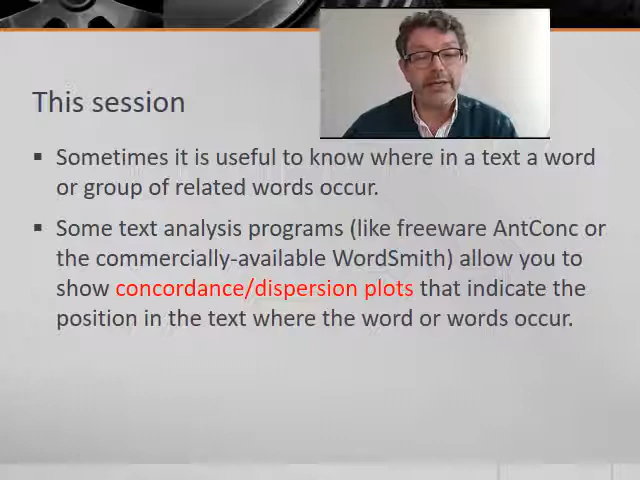 This session
▪ Sometimes it is useful to know where in a text a word
or group of related words occur.
▪ Some text analysis programs (like freeware AntConc or
the commercially-available WordSmith) allow you to
show concordance/dispersion plots that indicate the
position in the text where the word or words occur.